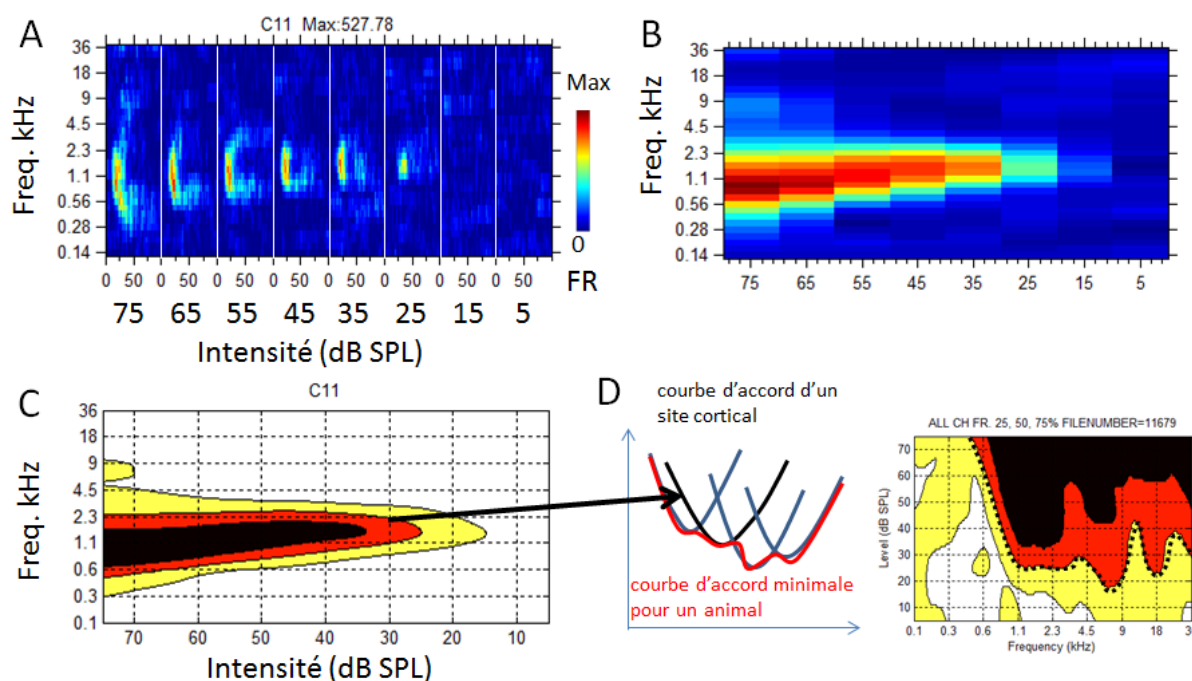 A
C11 Max:527.78
Freq. kHz
36
18
9
4.5
2.3
1.1
0.56
0.28
0.14
0 50 0 50 0 50 0 50 0 50 0 50 0 50 0 50
75 65 55 45 35 25 15 5
Intensité (dB SPL)
Max
0
FR
B
Freq. kHz
36
18
9
4.5
2.3
1.1
0.56
0.28
0.14
75 65 55 45 35 25 15 5
Intensité (dB SPL)
C
C11
Freq. kHz
36
18
9
4.5
2.3
1.1
0.6
0.3
0.1
70 60 50 40 30 20 10
Intensité (dB SPL)
D
courbe d'accord d'un
site cortical
courbe d'accord minimale
pour un animal
ALL CH FR. 25, 50, 75% FILENUMBER=11679
Level (dB SPL)
70
60
50
40
30
20
10
0.1 0.3 0.6 1.1 2.3 4.5 9 18 3
Frequency (kHz)